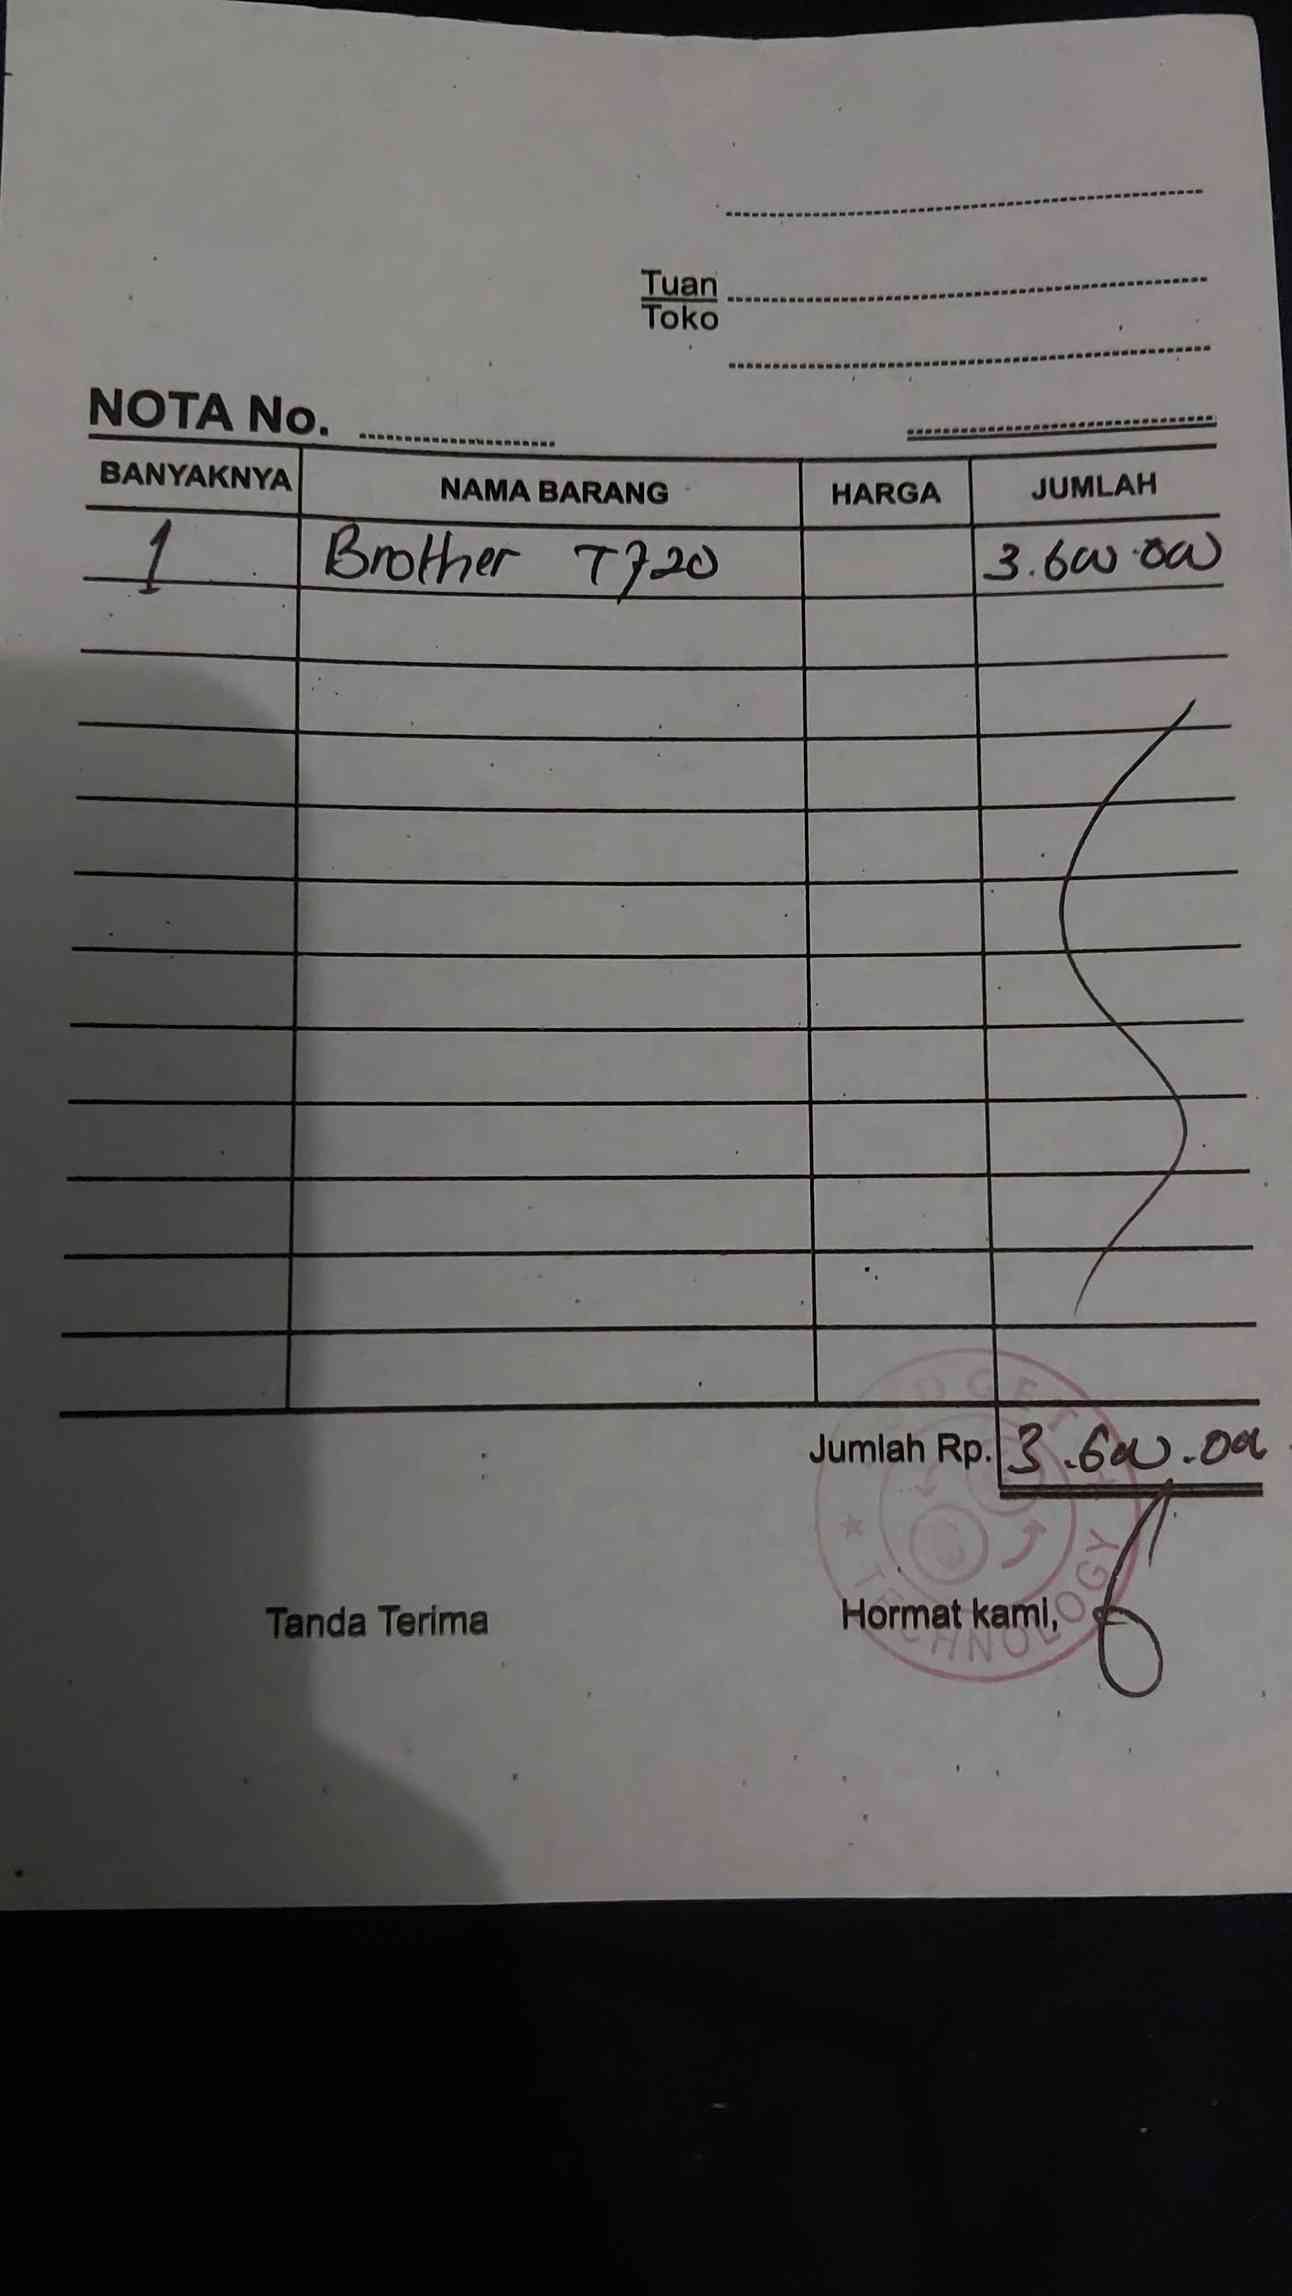 Tuan
Toko
NOTA No.
BANYAKNYA NAMA BARANG HARGA JUMLAH
1 Brother T720 3.600.000
Jumlah Rp. 3.600.000
Tanda Terima Hormat kami,
TECHNOLOGY